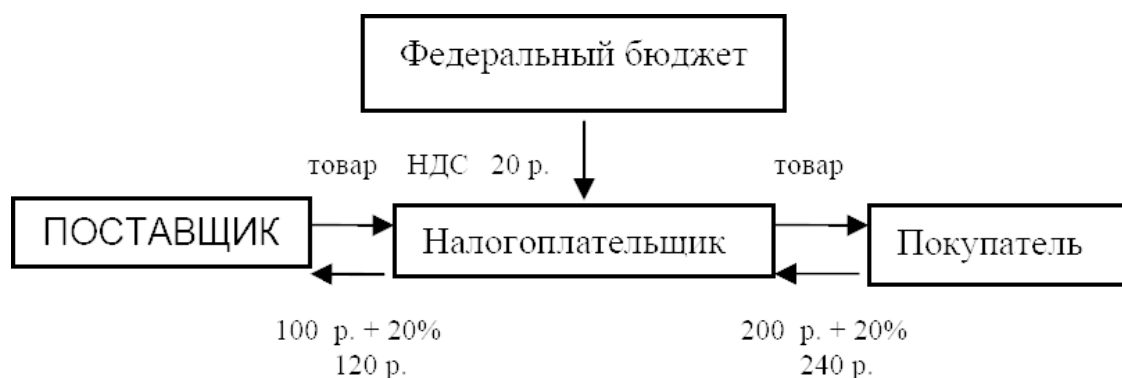 Федеральный бюджет
товар НДС 20 р. товар
ПОСТАВЩИК Налогоплательщик Покупатель
100 р. + 20% 200 р. + 20%
120 р. 240 р.